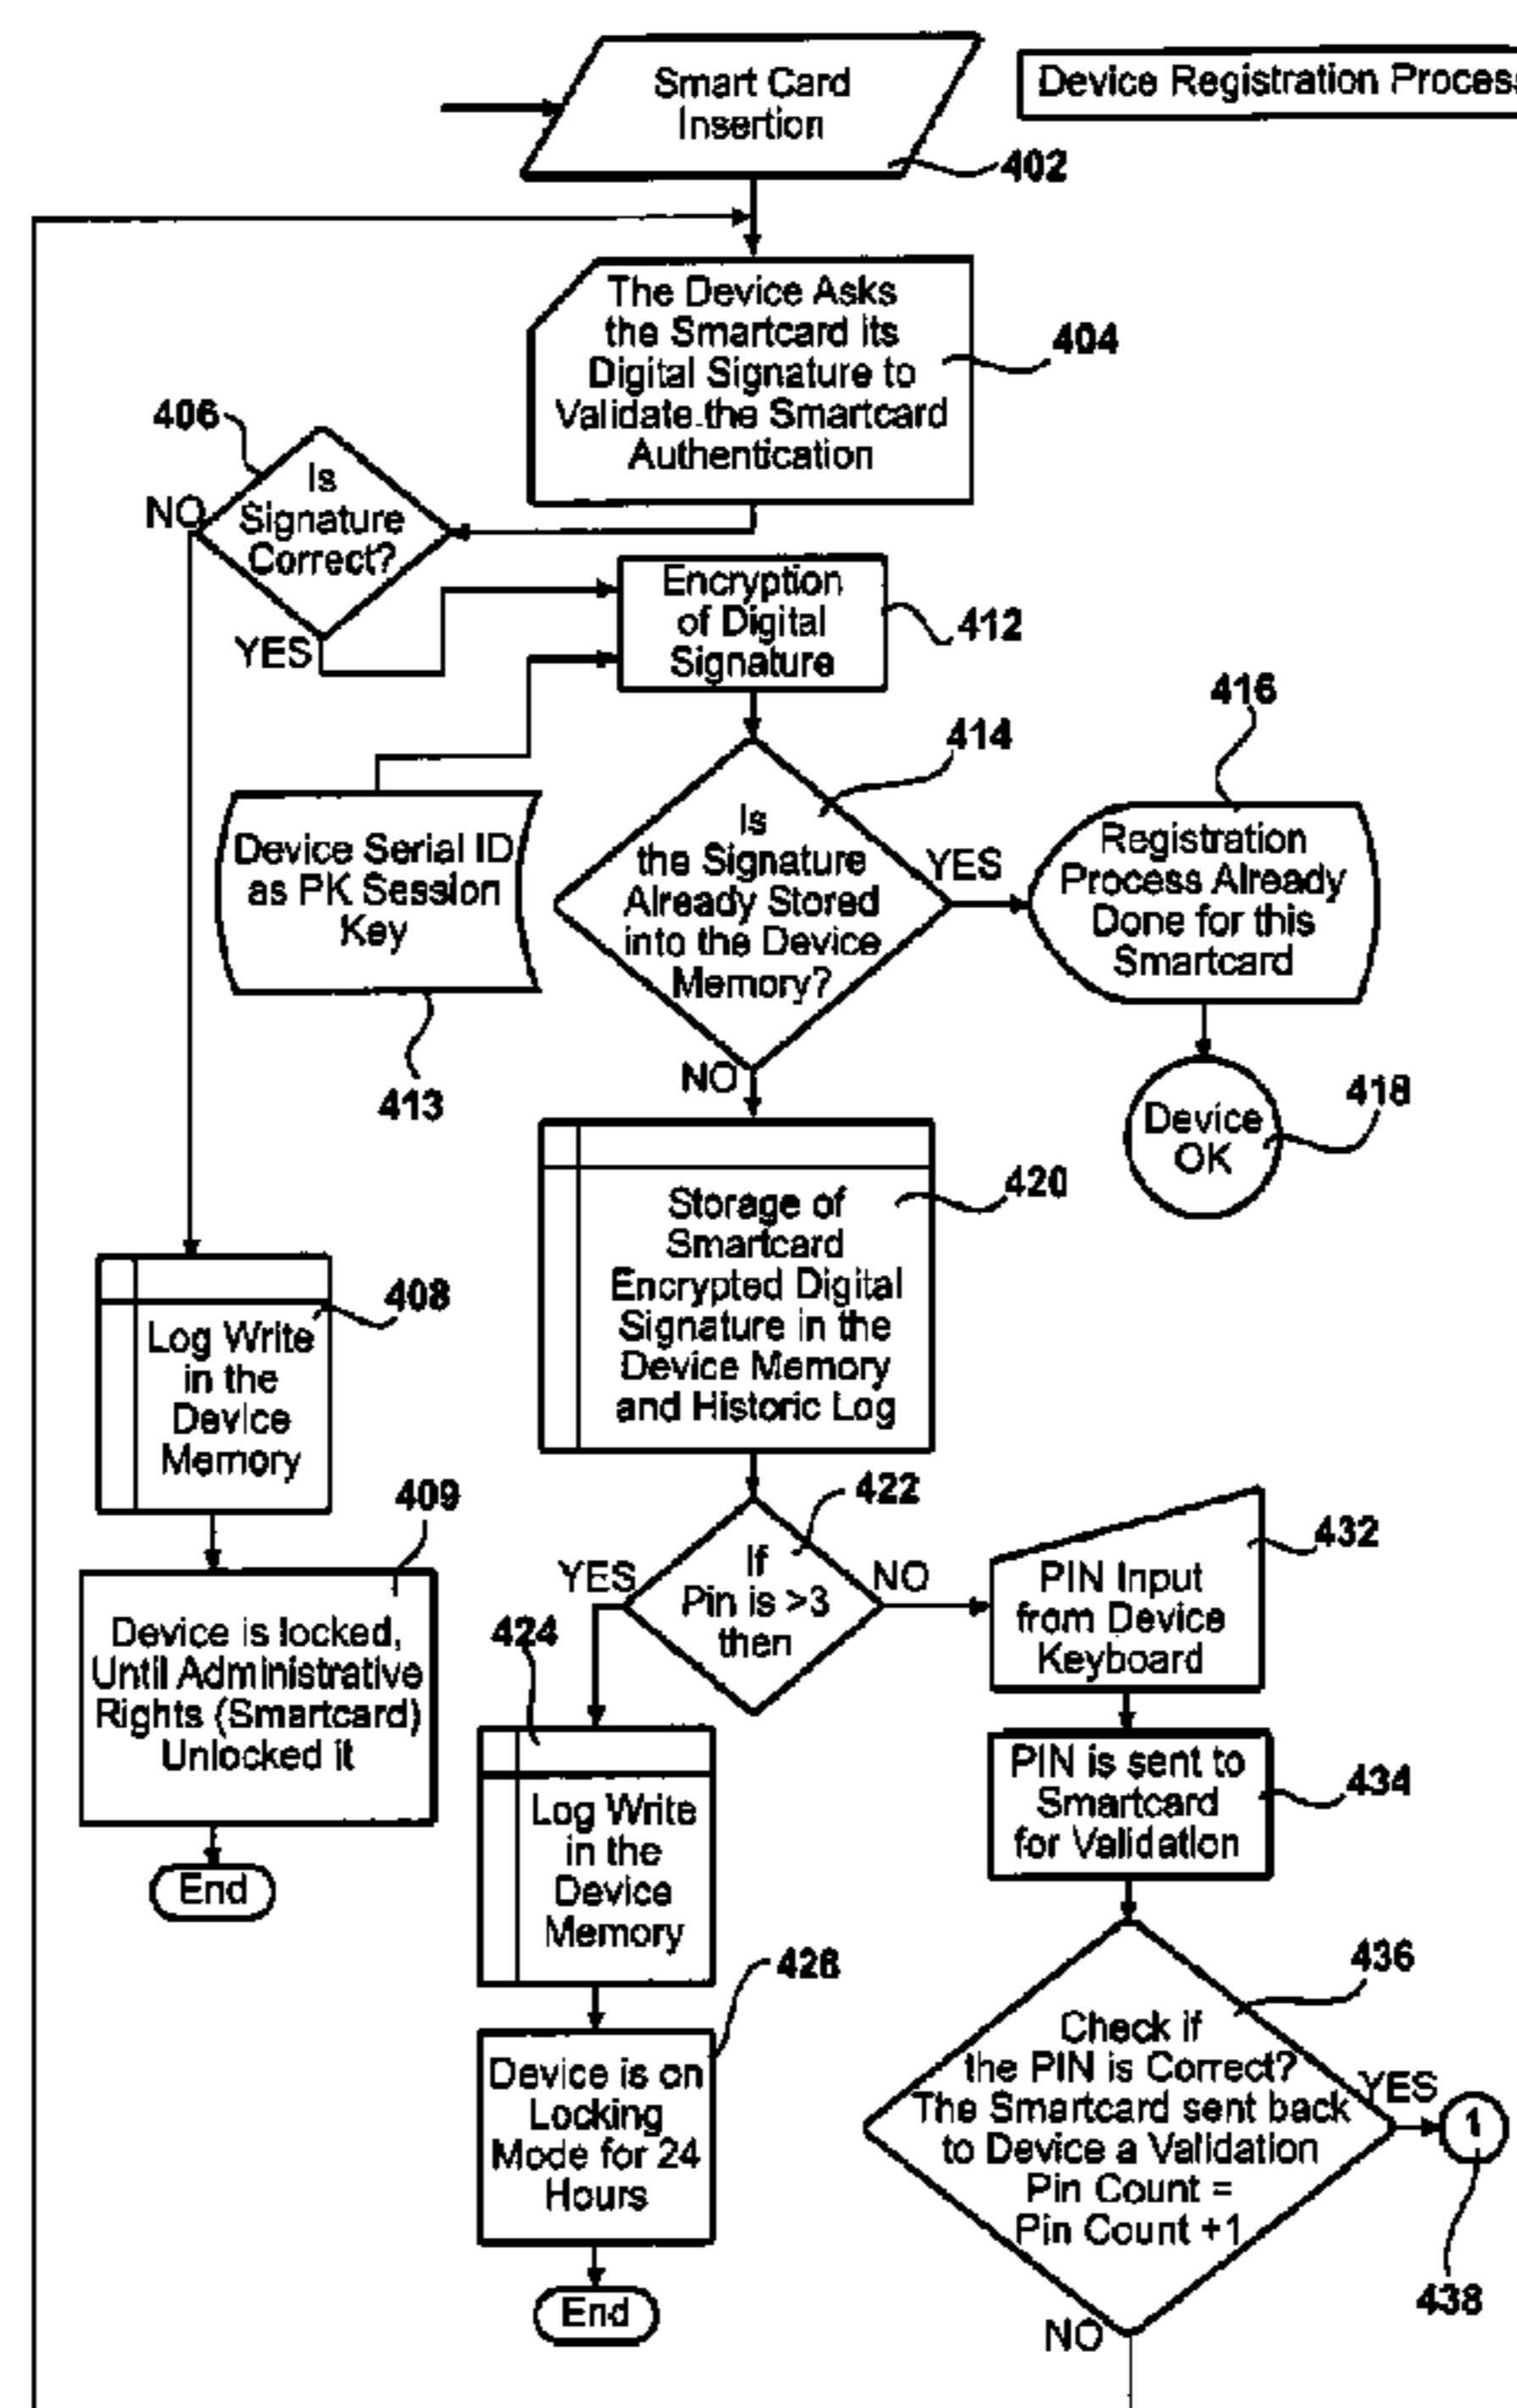 Smart Card
Insertion
402
Device Registration Process
The Device Asks
the Smartcard its
Digital Signature to
Validate the Smartcard
Authentication
404
406
Is
Signature
Correct?
NO
YES
Encryption
of Digital
Signature
412
Device Serial ID
as PK Session
Key
413
414
Is
the Signature
Already Stored
into the Device
Memory?
YES
NO
416
Registration
Process Already
Done for this
Smartcard
Device
OK
418
Storage of
Smartcard
Encrypted Digital
Signature in the
Device Memory
and Historic Log
420
408
Log Write
in the
Device
Memory
409
Device is locked,
Until Administrative
Rights (Smartcard)
Unlocked it
End
422
If
Pin is >3
then
YES
NO
424
Log Write
in the
Device
Memory
426
Device is on
Locking
Mode for 24
Hours
End
432
PIN Input
from Device
Keyboard
PIN is sent to
Smartcard
for Validation
434
436
Check if
the PIN is Correct?
The Smartcard sent back
to Device a Validation
Pin Count =
Pin Count +1
YES
1
438
NO